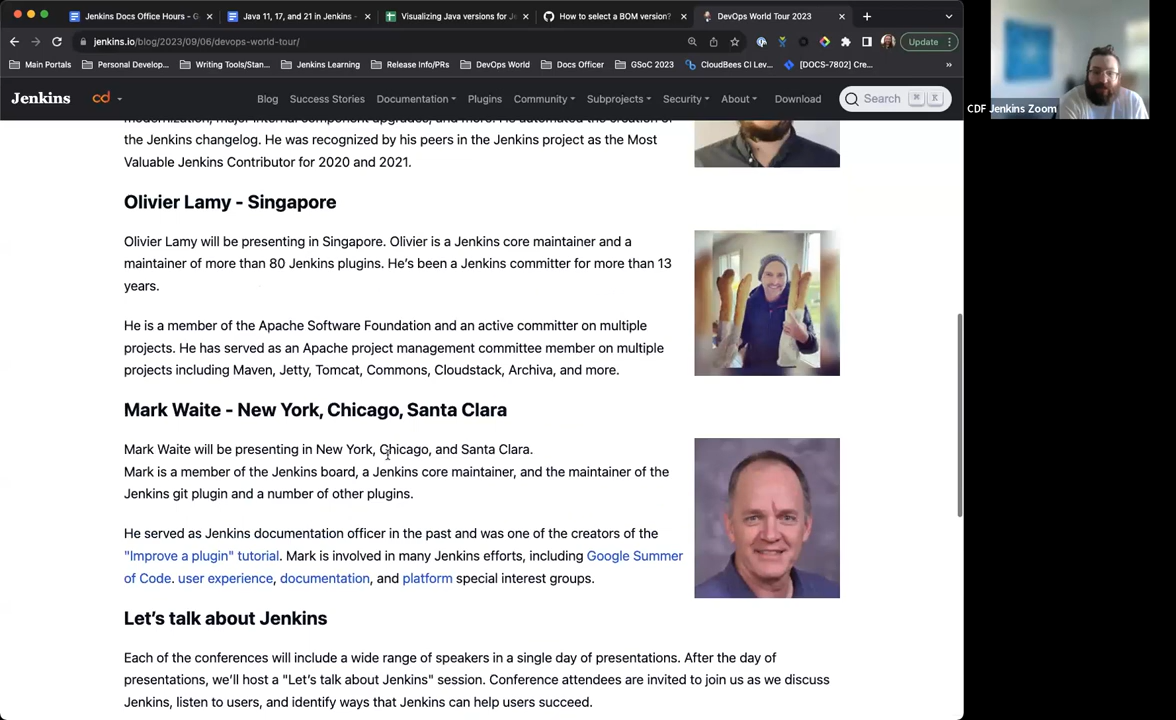 Jenkins Docs Office Hours - G
Java 11, 17, and 21 in Jenkins -
Visualizing Java versions for Je
How to select a BOM version?
DevOps World Tour 2023
jenkins.io/blog/2023/09/06/devops-world-tour/
Update
Main Portals
Personal Develop...
Writing Tools/Stan...
Jenkins Learning
Release Info/PRs
DevOps World
Docs Officer
GSoC 2023
CloudBees CI Lev...
[DOCS-7802] Cre...
CDF Jenkins Zoom
Jenkins
cd
Blog
Success Stories
Documentation
Plugins
Community
Subprojects
Security
About
Download
Search
⌘
K
modernization, major internal component upgrades, and more. He automated the creation of
the Jenkins changelog. He was recognized by his peers in the Jenkins project as the Most
Valuable Jenkins Contributor for 2020 and 2021.
Olivier Lamy - Singapore
Olivier Lamy will be presenting in Singapore. Olivier is a Jenkins core maintainer and a
maintainer of more than 80 Jenkins plugins. He's been a Jenkins committer for more than 13
years.
He is a member of the Apache Software Foundation and an active committer on multiple
projects. He has served as an Apache project management committee member on multiple
projects including Maven, Jetty, Tomcat, Commons, Cloudstack, Archiva, and more.
Mark Waite - New York, Chicago, Santa Clara
Mark Waite will be presenting in New York, Chicago, and Santa Clara.
Mark is a member of the Jenkins board, a Jenkins core maintainer, and the maintainer of the
Jenkins git plugin and a number of other plugins.
He served as Jenkins documentation officer in the past and was one of the creators of the
"Improve a plugin" tutorial. Mark is involved in many Jenkins efforts, including Google Summer
of Code. user experience, documentation, and platform special interest groups.
Let's talk about Jenkins
Each of the conferences will include a wide range of speakers in a single day of presentations. After the day of
presentations, we'll host a "Let's talk about Jenkins" session. Conference attendees are invited to join us as we discuss
Jenkins, listen to users, and identify ways that Jenkins can help users succeed.